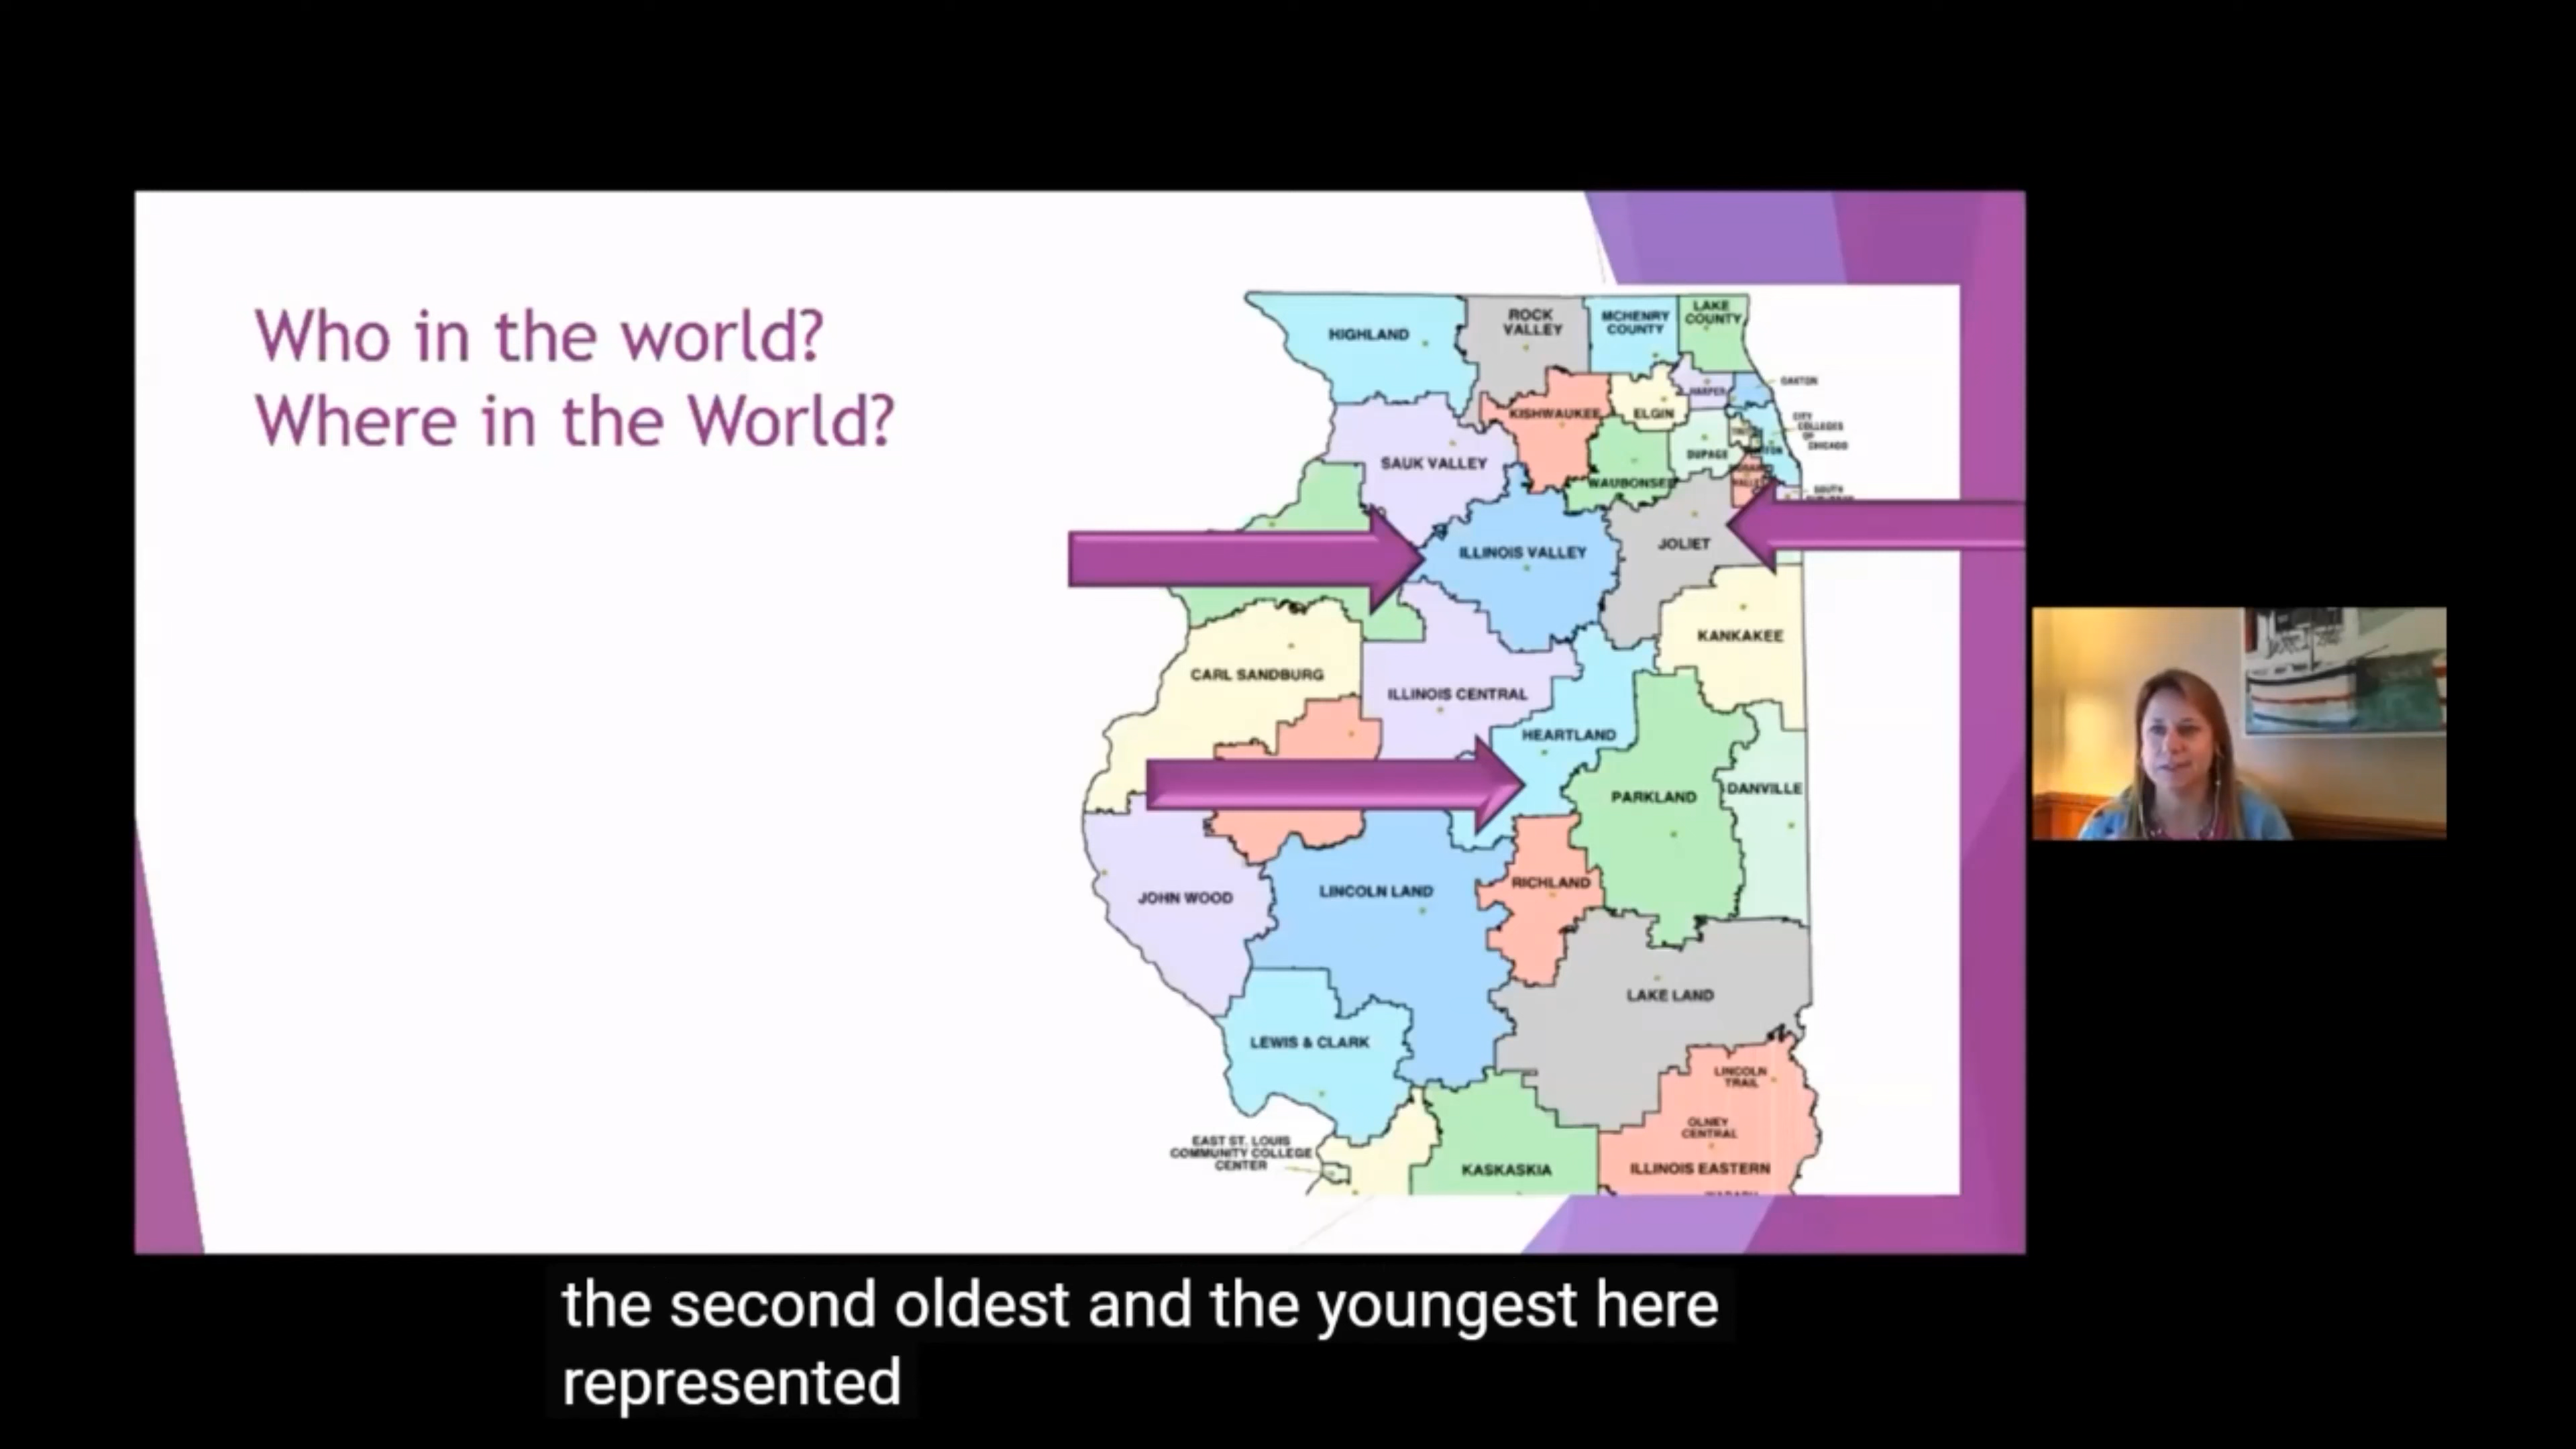 Who in the world?
Where in the World?
HIGHLAND
ROCK
VALLEY
MCHENRY
COUNTY
LAKE
COUNTY
HARPER
OAKTON
KISHWAUKEE
ELGIN
CITY
COLLEGES
OF
CHICAGO
SAUK VALLEY
DUPAGE
WAUBONSEE
SOUTH
ILLINOIS VALLEY
JOLIET
KANKAKEE
CARL SANDBURG
ILLINOIS CENTRAL
HEARTLAND
PARKLAND
DANVILLE
JOHN WOOD
LINCOLN LAND
RICHLAND
LAKE LAND
LEWIS & CLARK
LINCOLN
TRAIL
OLNEY
CENTRAL
EAST ST. LOUIS
COMMUNITY COLLEGE
CENTER
KASKASKIA
ILLINOIS EASTERN
the second oldest and the youngest here
represented